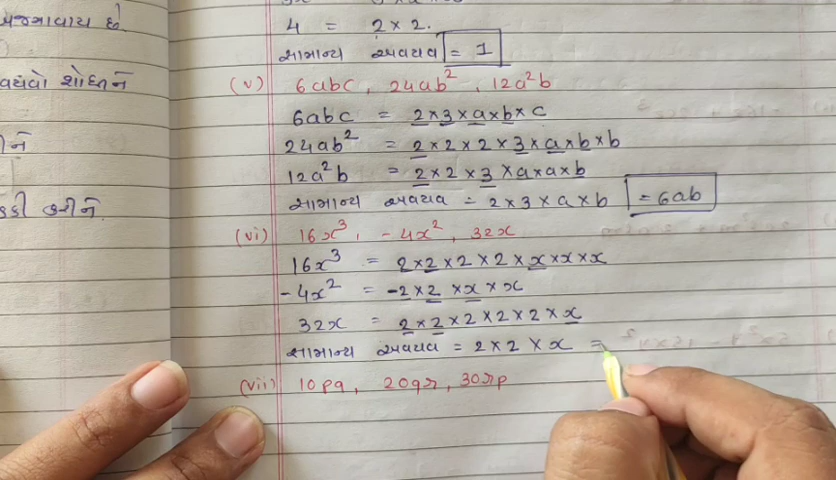 4 = 2 × 2.
સામાન્ય અવયવ = 1
(v) 6abc, 24ab², 12a²b
6abc = 2 × 3 × a × b × c
24ab² = 2 × 2 × 2 × 3 × a × b × b
12a²b = 2 × 2 × 3 × a × a × b
સામાન્ય અવયવ = 2 × 3 × a × b = 6ab
(vi) 16x³, -4x², 32x
16x³ = 2 × 2 × 2 × 2 × x × x × x
-4x² = -2 × 2 × x × x
32x = 2 × 2 × 2 × 2 × 2 × x
સામાન્ય અવયવ = 2 × 2 × x =
(vii) 10pq, 20qr, 30rp